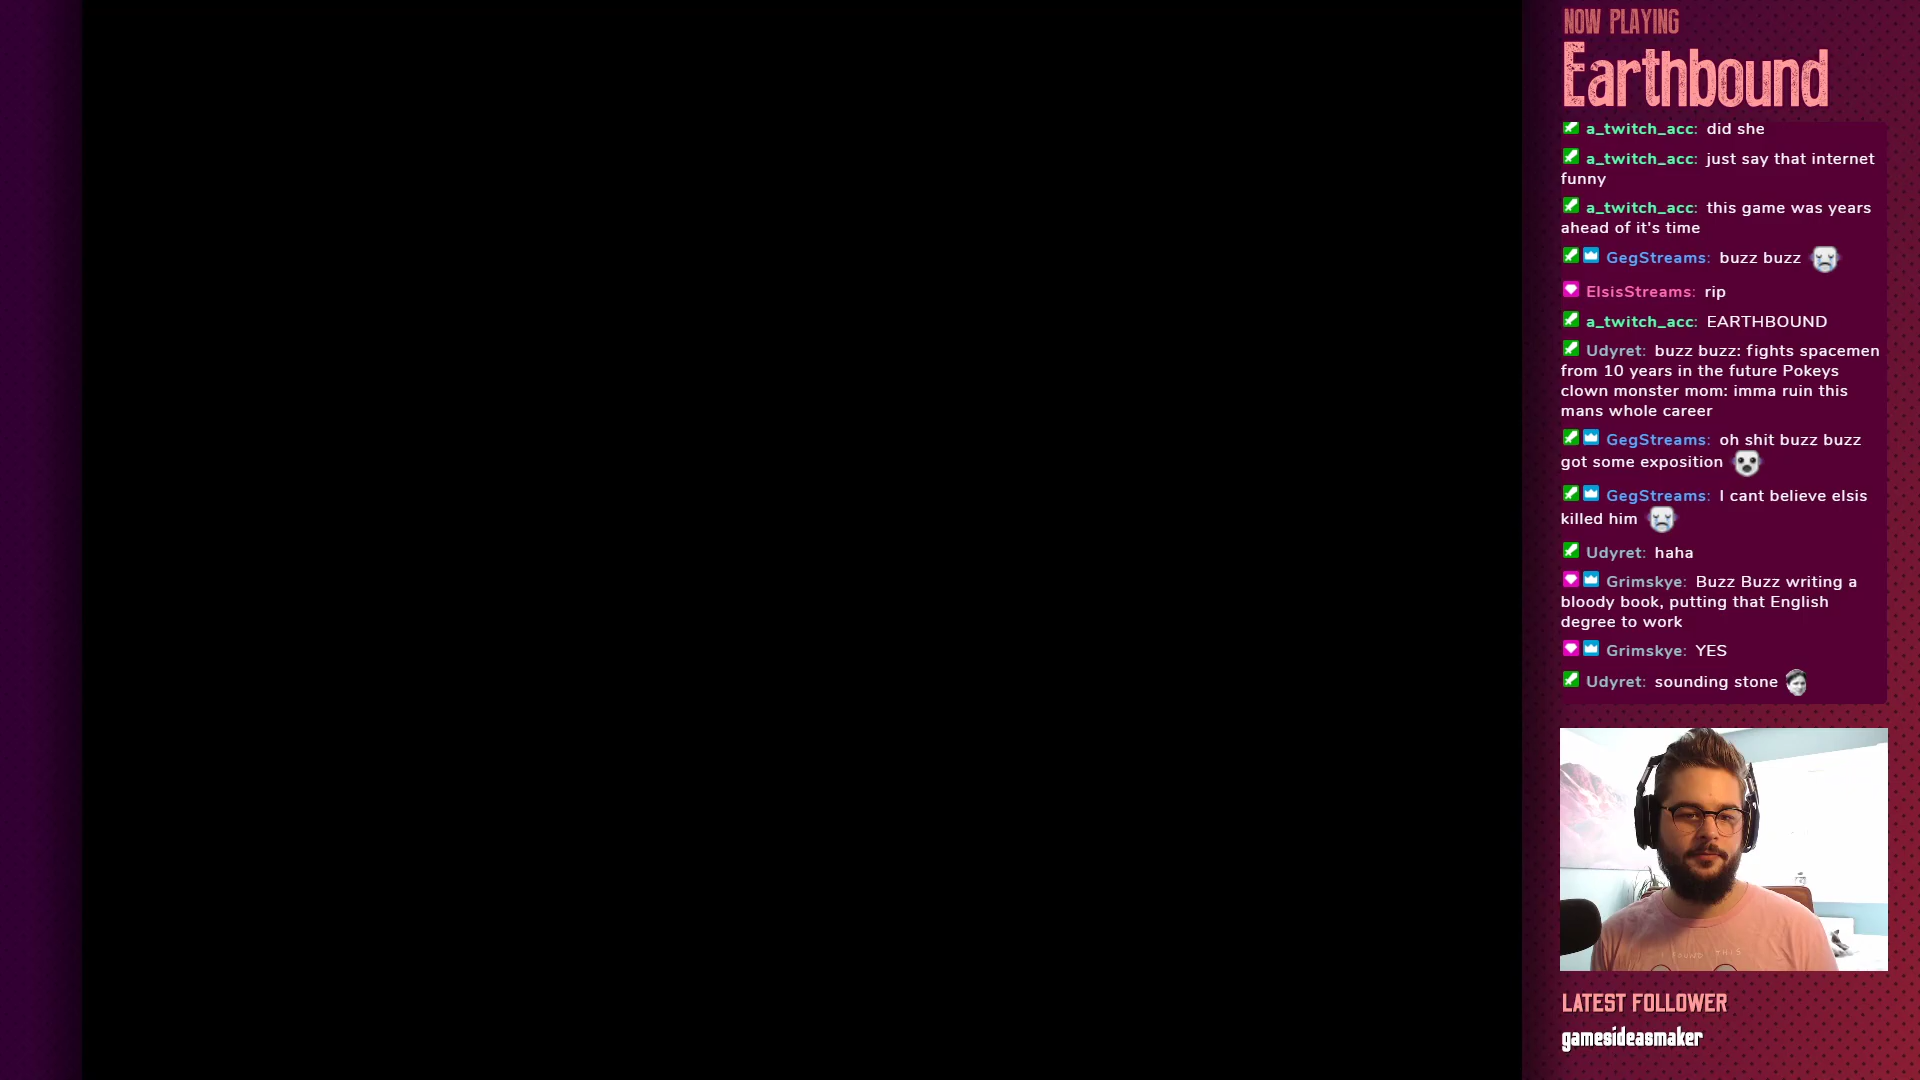 NOW PLAYING
Earthbound
a_twitch_acc: did she
a_twitch_acc: just say that internet
funny
a_twitch_acc: this game was years
ahead of it's time
GegStreams: buzz buzz
ElsisStreams: rip
a_twitch_acc: EARTHBOUND
Udyret: buzz buzz: fights spacemen
from 10 years in the future Pokeys
clown monster mom: imma ruin this
mans whole career
GegStreams: oh shit buzz buzz
got some exposition
GegStreams: I cant believe elsis
killed him
Udyret: haha
Grimskye: Buzz Buzz writing a
bloody book, putting that English
degree to work
Grimskye: YES
Udyret: sounding stone
I FOUND THIS
LATEST FOLLOWER
gamesideasmaker